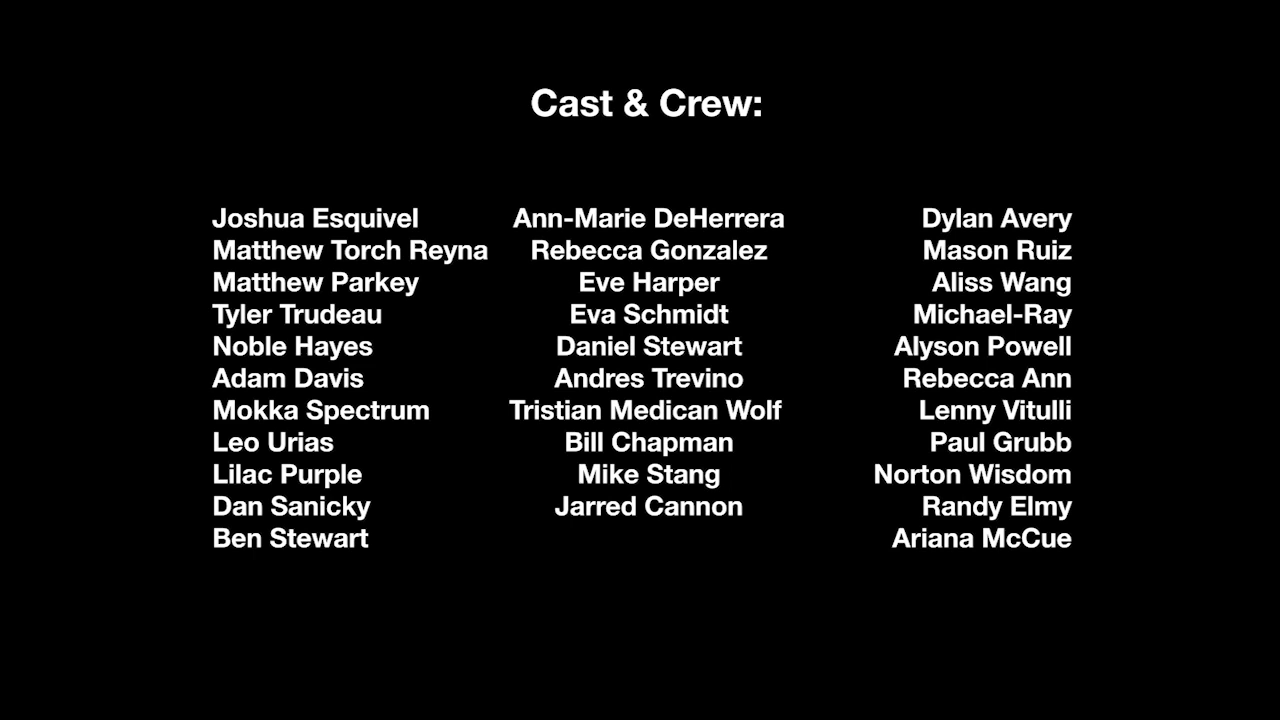 Cast & Crew:
Joshua Esquivel
Matthew Torch Reyna
Matthew Parkey
Tyler Trudeau
Noble Hayes
Adam Davis
Mokka Spectrum
Leo Urias
Lilac Purple
Dan Sanicky
Ben Stewart
Ann-Marie DeHerrera
Rebecca Gonzalez
Eve Harper
Eva Schmidt
Daniel Stewart
Andres Trevino
Tristian Medican Wolf
Bill Chapman
Mike Stang
Jarred Cannon
Dylan Avery
Mason Ruiz
Aliss Wang
Michael-Ray
Alyson Powell
Rebecca Ann
Lenny Vitulli
Paul Grubb
Norton Wisdom
Randy Elmy
Ariana McCue